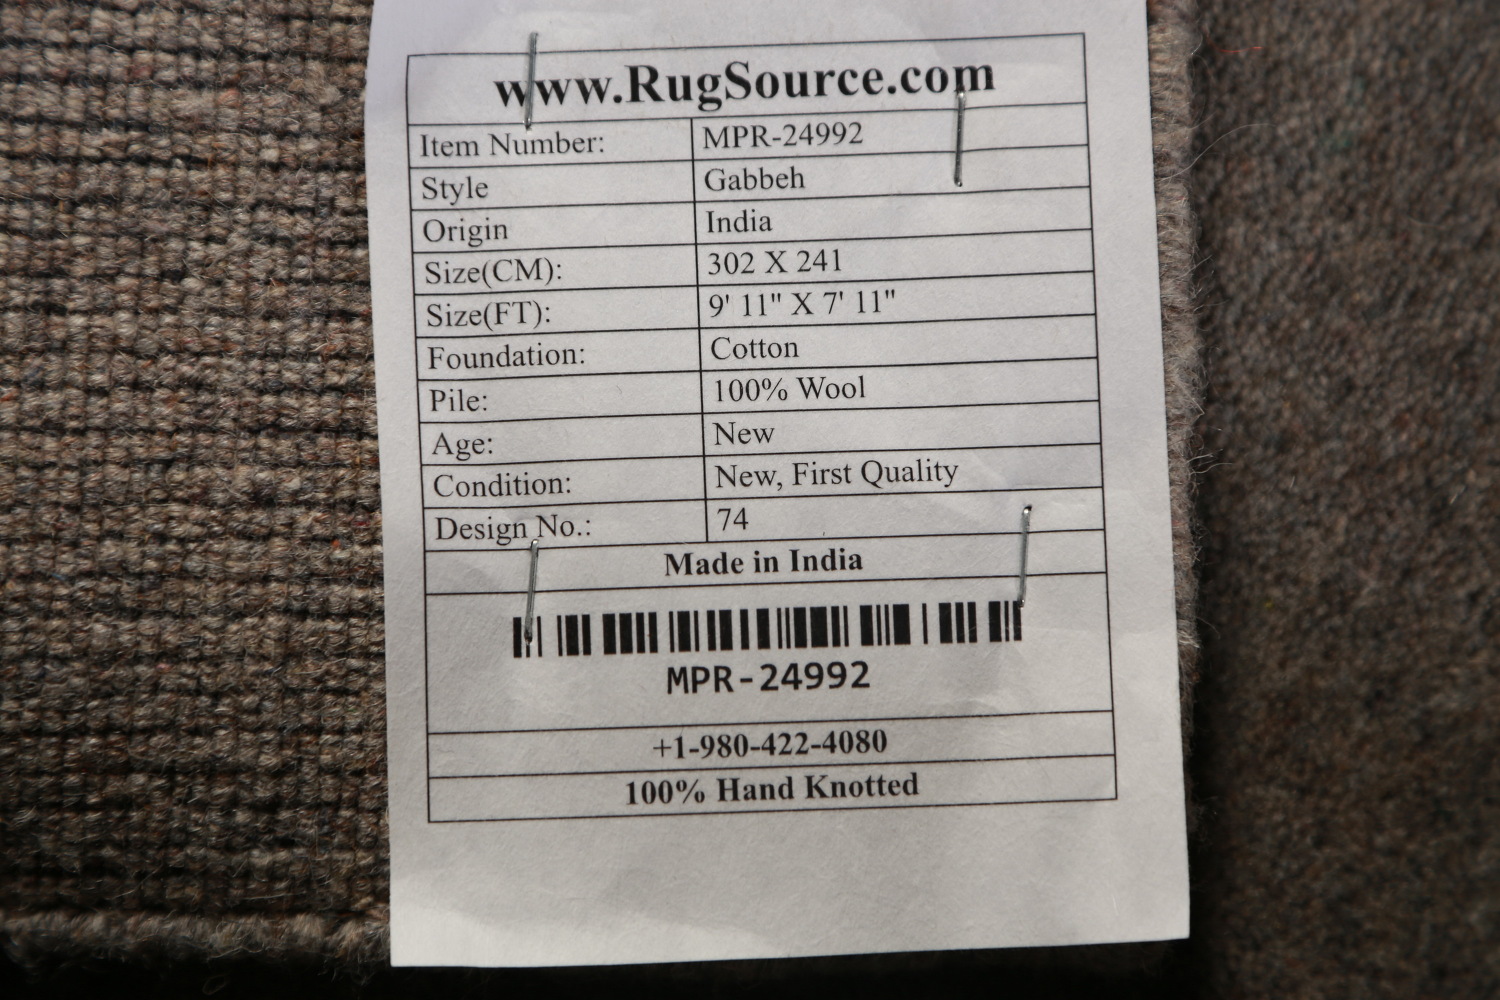 www.RugSource.com
Item Number: MPR-24992
Style Gabbeh
Origin India
Size(CM): 302 X 241
Size(FT): 9' 11" X 7' 11"
Foundation: Cotton
Pile: 100% Wool
Age: New
Condition: New, First Quality
Design No.: 74
Made in India
MPR-24992
+1-980-422-4080
100% Hand Knotted